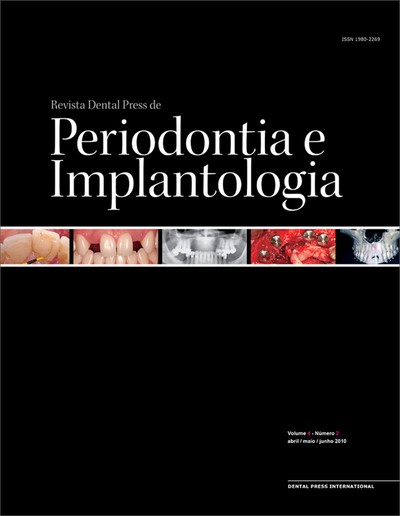 ISSN 1980-2269
Revista Dental Press de
Periodontia e
Implantologia
Volume 4 - Número 2
abril / maio / junho 2010
DENTAL PRESS INTERNATIONAL